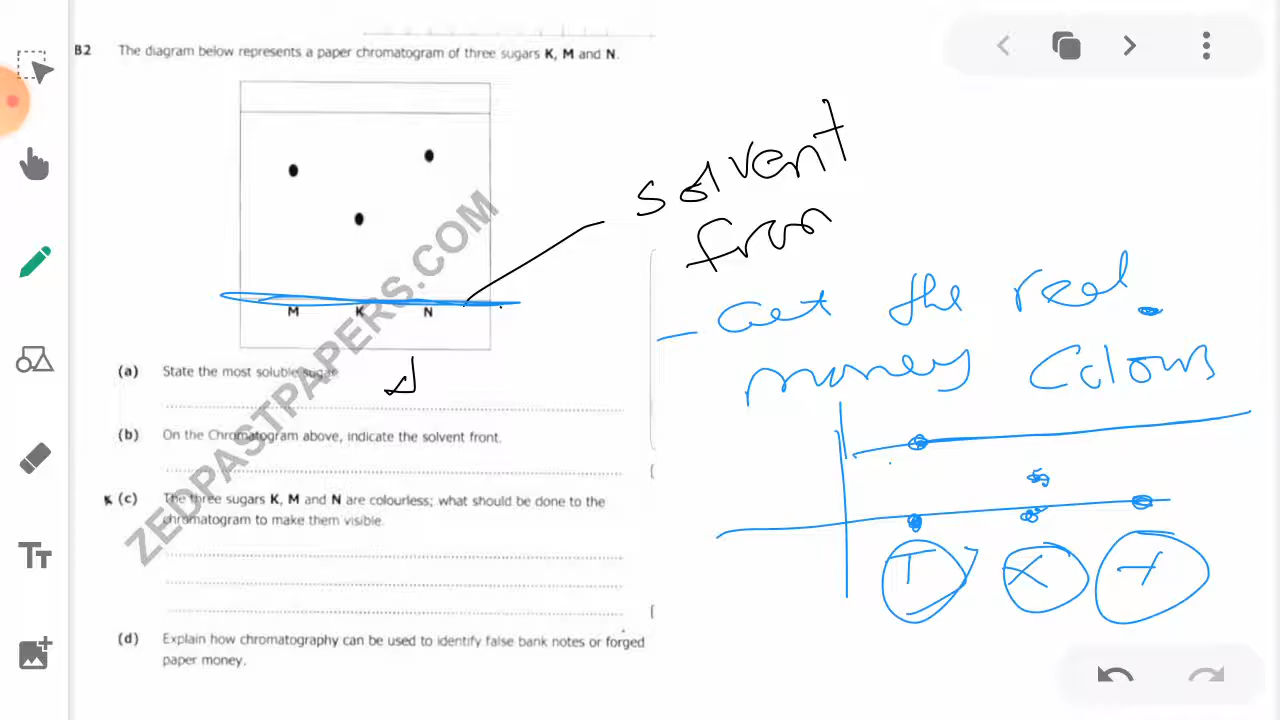 B2 The diagram below represents a paper chromatogram of three sugars K, M and N.
solvent
fron
M K N
- Get the real
money Colours
(a) State the most soluble sugar
(b) On the Chromatogram above, indicate the solvent front.
(c) The three sugars K, M and N are colourless; what should be done to the
chromatogram to make them visible.
T X Y
(d) Explain how chromatography can be used to identify false bank notes or forged
paper money.
ZEDPASTPAPERS.COM
Tт